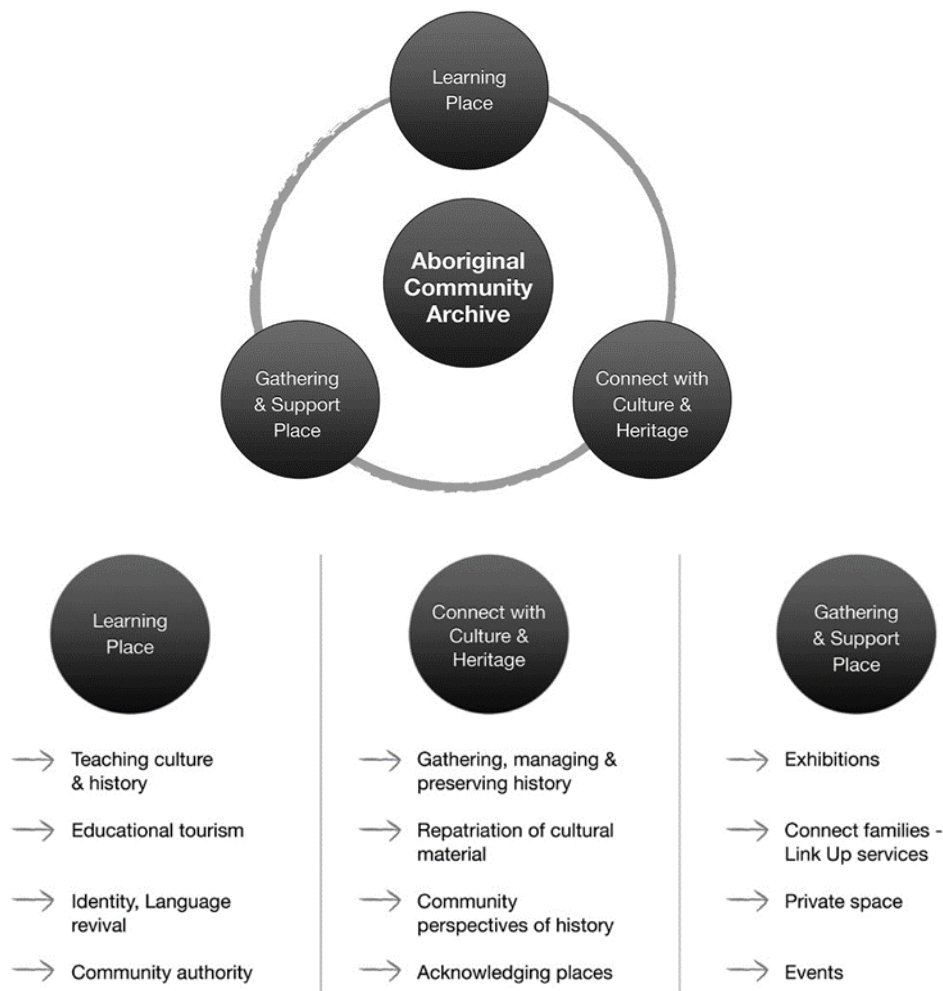 Learning
Place
Aboriginal
Community
Archive
Gathering
& Support
Place
Connect with
Culture &
Heritage
Learning
Place
Teaching culture
& history
Educational tourism
Identity, Language
revival
Community authority
Connect with
Culture &
Heritage
Gathering, managing &
preserving history
Repatriation of cultural
material
Community
perspectives of history
Acknowledging places
Gathering
& Support
Place
Exhibitions
Connect families -
Link Up services
Private space
Events